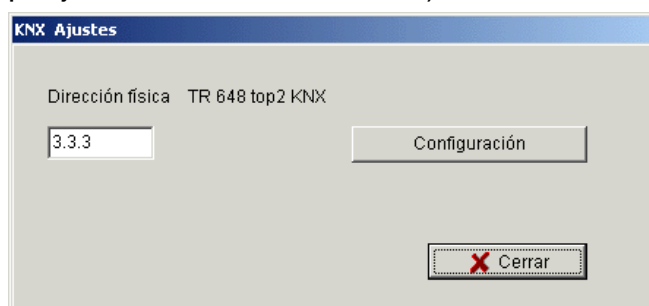 KNX Ajustes
Dirección física TR 648 top2 KNX
3.3.3 Configuración
Cerrar